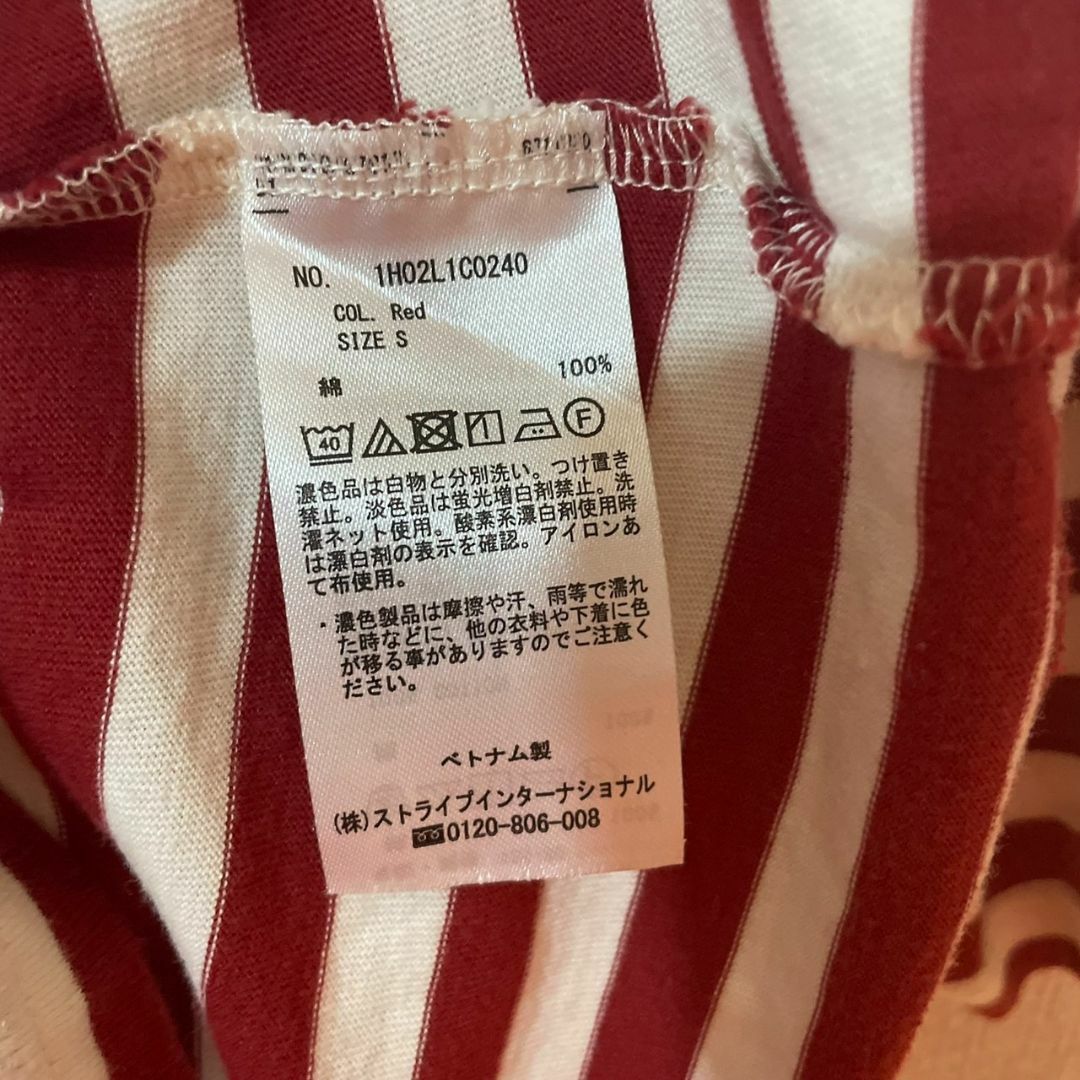 NO. 1H02L1C0240
COL. Red
SIZE S
綿 100%
40 F
濃色品は白物と分別洗い。つけ置き
禁止。淡色品は蛍光増白剤禁止。洗
濯ネット使用。酸素系漂白剤使用時
は漂白剤の表示を確認。アイロンあ
て布使用。
・濃色製品は摩擦や汗、雨等で濡れ
た時などに、他の衣料や下着に色
が移る事がありますのでご注意く
ださい。
ベトナム製
(株)ストライプインターナショナル
0120-806-008